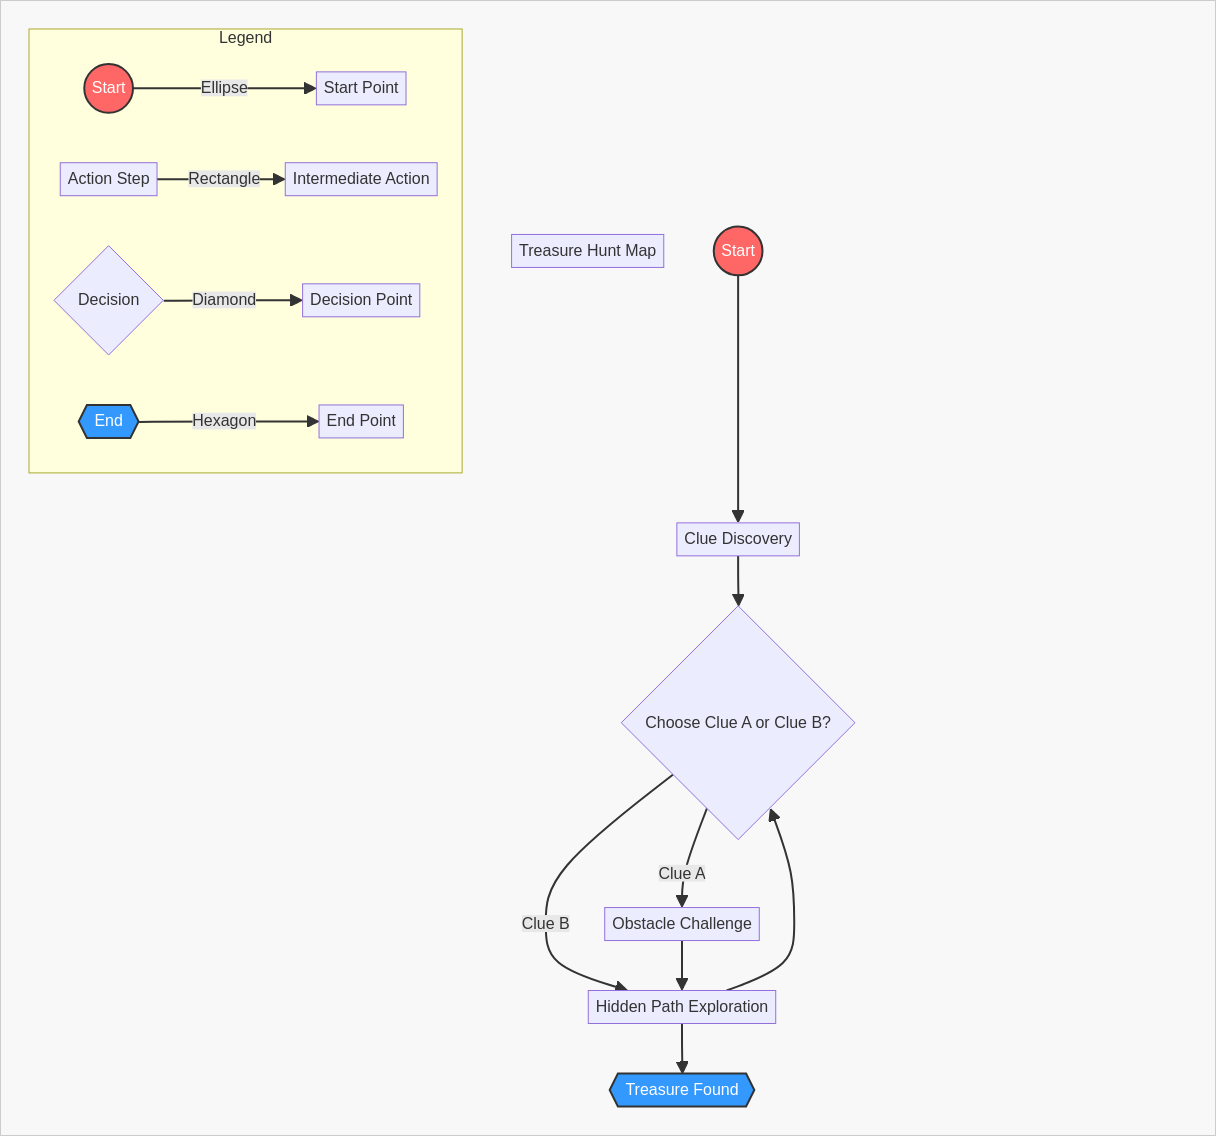 Legend
Start
Ellipse
Start Point
Action Step
Rectangle
Intermediate Action
Decision
Diamond
Decision Point
End
Hexagon
End Point
Treasure Hunt Map
Start
Clue Discovery
Choose Clue A or Clue B?
Clue A
Clue B
Obstacle Challenge
Hidden Path Exploration
Treasure Found